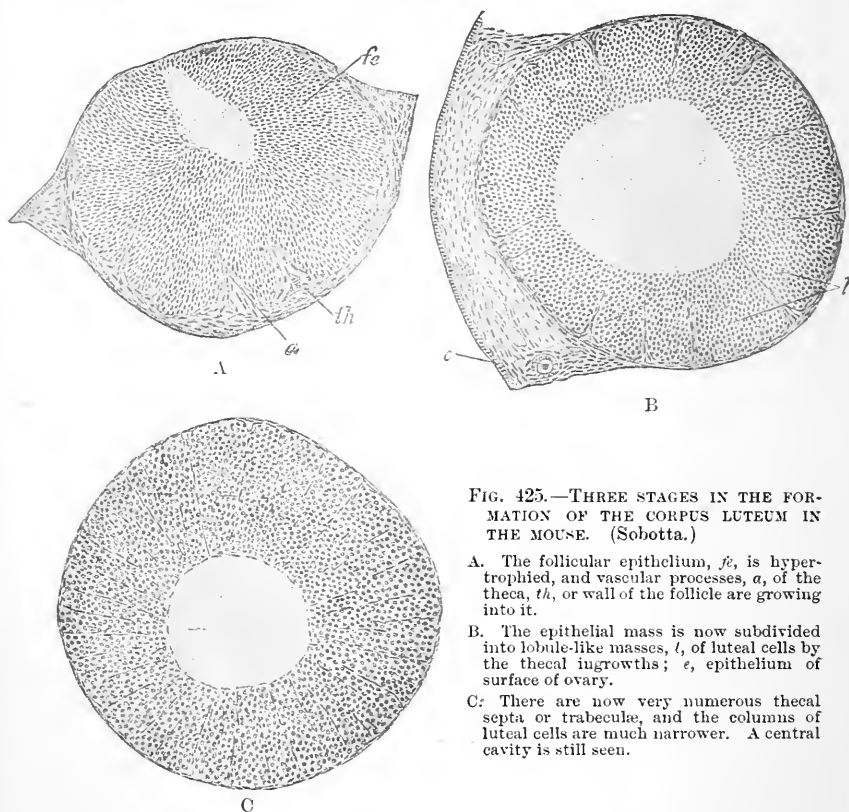 fe
th
a
A
l
e
B
C
FIG. 425.—THREE STAGES IN THE FOR-
MATION OF THE CORPUS LUTEUM IN
THE MOUSE. (Sobotta.)
A. The follicular epithelium, fe, is hyper-
trophied, and vascular processes, a, of the
theca, th, or wall of the follicle are growing
into it.
B. The epithelial mass is now subdivided
into lobule-like masses, l, of luteal cells by
the thecal ingrowths; e, epithelium of
surface of ovary.
C. There are now very numerous thecal
septa or trabeculæ, and the columns of
luteal cells are much narrower. A central
cavity is still seen.